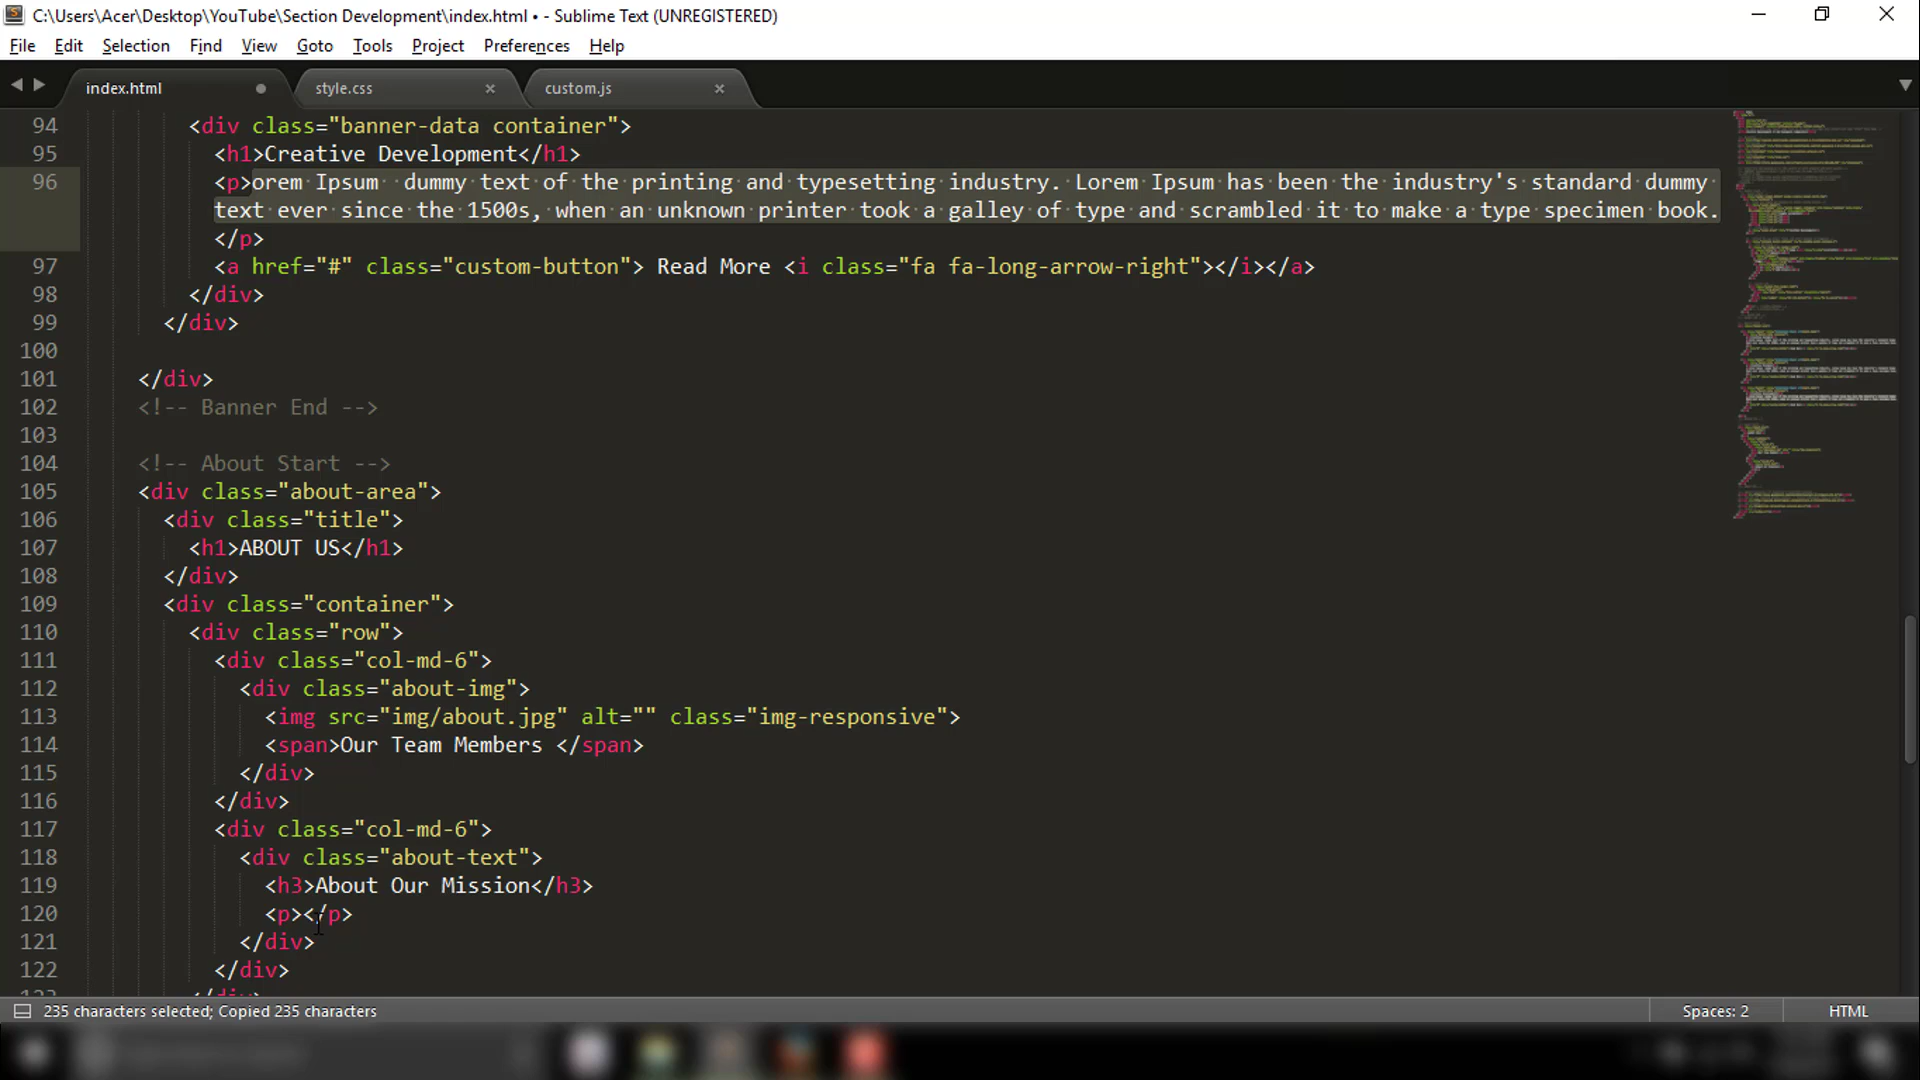 C:\Users\Acer\Desktop\YouTube\Section Development\index.html • - Sublime Text (UNREGISTERED)
File Edit Selection Find View Goto Tools Project Preferences Help
index.html style.css × custom.js ×
94 <div class="banner-data container">
95 <h1>Creative Development</h1>
96 <p>orem Ipsum  dummy text of the printing and typesetting industry. Lorem Ipsum has been the industry's standard dummy
text ever since the 1500s, when an unknown printer took a galley of type and scrambled it to make a type specimen book.
</p>
97 <a href="#" class="custom-button"> Read More <i class="fa fa-long-arrow-right"></i></a>
98 </div>
99 </div>
100
101 </div>
102 <!-- Banner End -->
103
104 <!-- About Start -->
105 <div class="about-area">
106 <div class="title">
107 <h1>ABOUT US</h1>
108 </div>
109 <div class="container">
110 <div class="row">
111 <div class="col-md-6">
112 <div class="about-img">
113 <img src="img/about.jpg" alt="" class="img-responsive">
114 <span>Our Team Members </span>
115 </div>
116 </div>
117 <div class="col-md-6">
118 <div class="about-text">
119 <h3>About Our Mission</h3>
120 <p></p>
121 </div>
122 </div>
235 characters selected; Copied 235 characters Spaces: 2 HTML